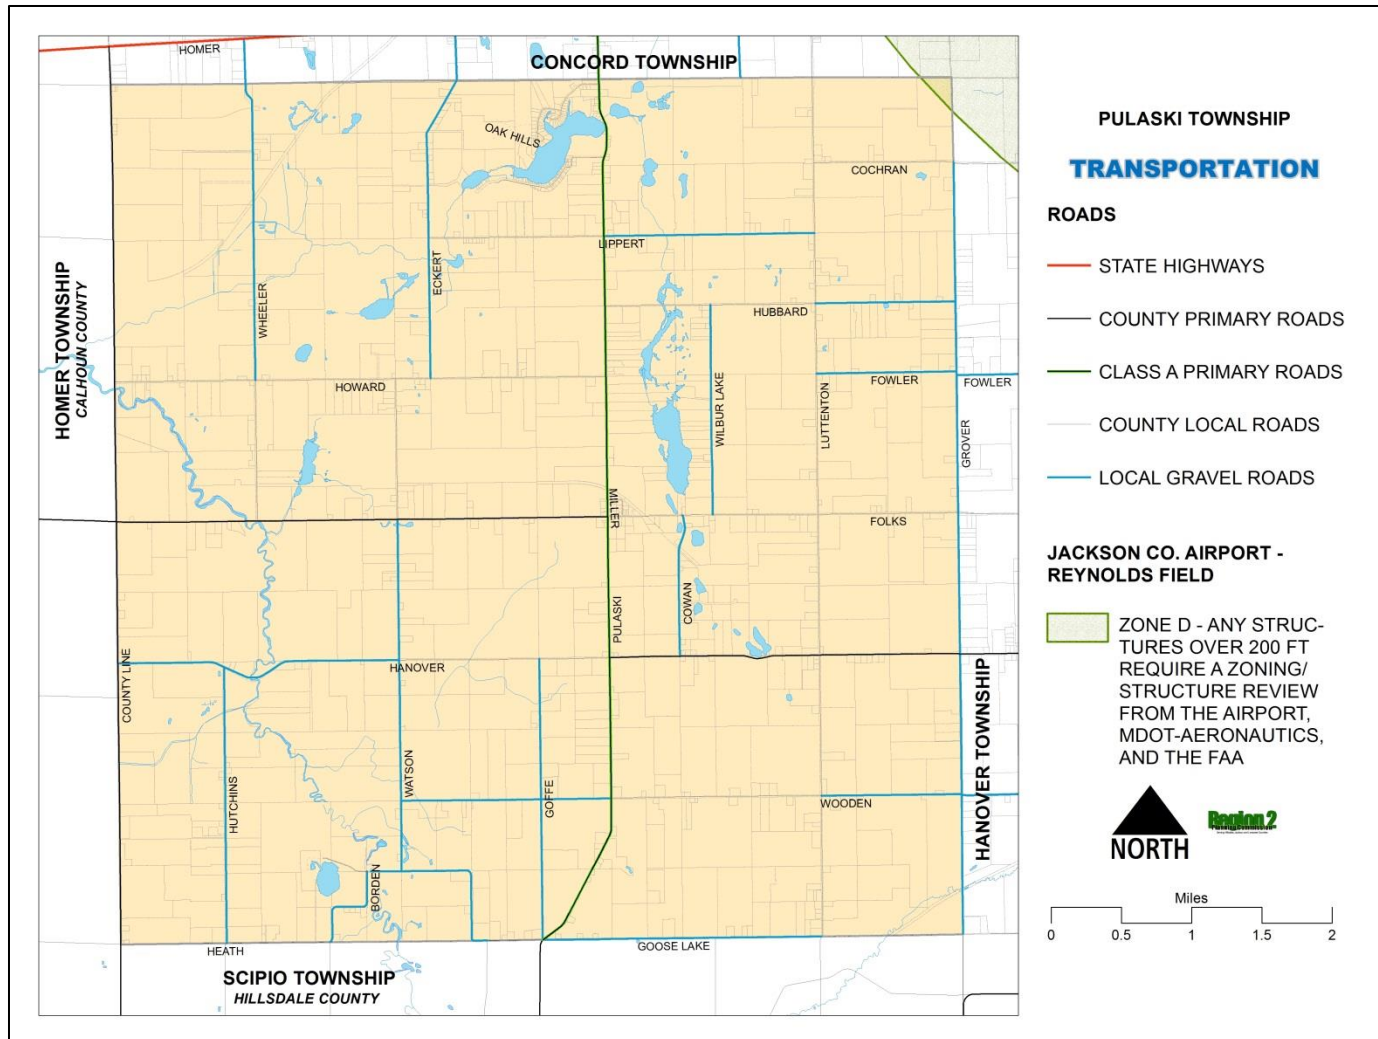 HOMER
CONCORD TOWNSHIP
OAK HILLS
COCHRAN
LIPPERT
ECKERT
WHEELER
HUBBARD
HOMER TOWNSHIP
CALHOUN COUNTY
HOWARD
FOWLER
FOWLER
WILBUR LAKE
LUTTENTON
GROVER
MILLER
FOLKS
PULASKI
COWAN
HANOVER
COUNTY LINE
HUTCHINS
WATSON
GOFFE
WOODEN
HANOVER TOWNSHIP
BORDEN
HEATH
GOOSE LAKE
SCIPIO TOWNSHIP
HILLSDALE COUNTY
PULASKI TOWNSHIP
TRANSPORTATION
ROADS
STATE HIGHWAYS
COUNTY PRIMARY ROADS
CLASS A PRIMARY ROADS
COUNTY LOCAL ROADS
LOCAL GRAVEL ROADS
JACKSON CO. AIRPORT -
REYNOLDS FIELD
ZONE D - ANY STRUC-
TURES OVER 200 FT
REQUIRE A ZONING/
STRUCTURE REVIEW
FROM THE AIRPORT,
MDOT-AERONAUTICS,
AND THE FAA
NORTH
Region 2
Planning Commission
Miles
0 0.5 1 1.5 2